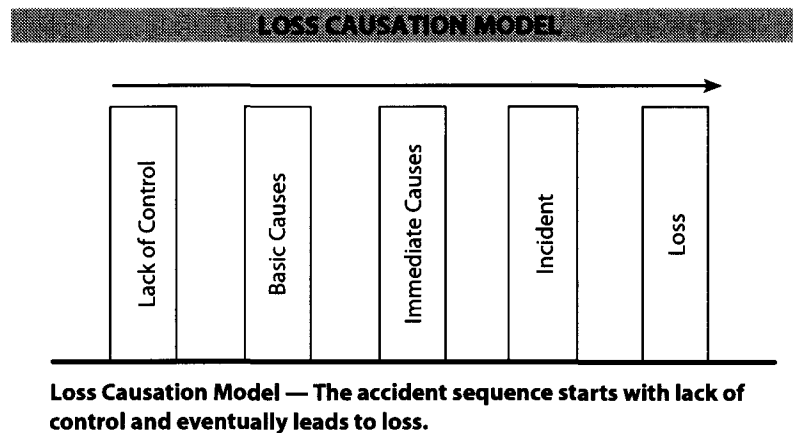 LOSS CAUSATION MODEL
Lack of Control
Basic Causes
Immediate Causes
Incident
Loss
Loss Causation Model — The accident sequence starts with lack of
control and eventually leads to loss.